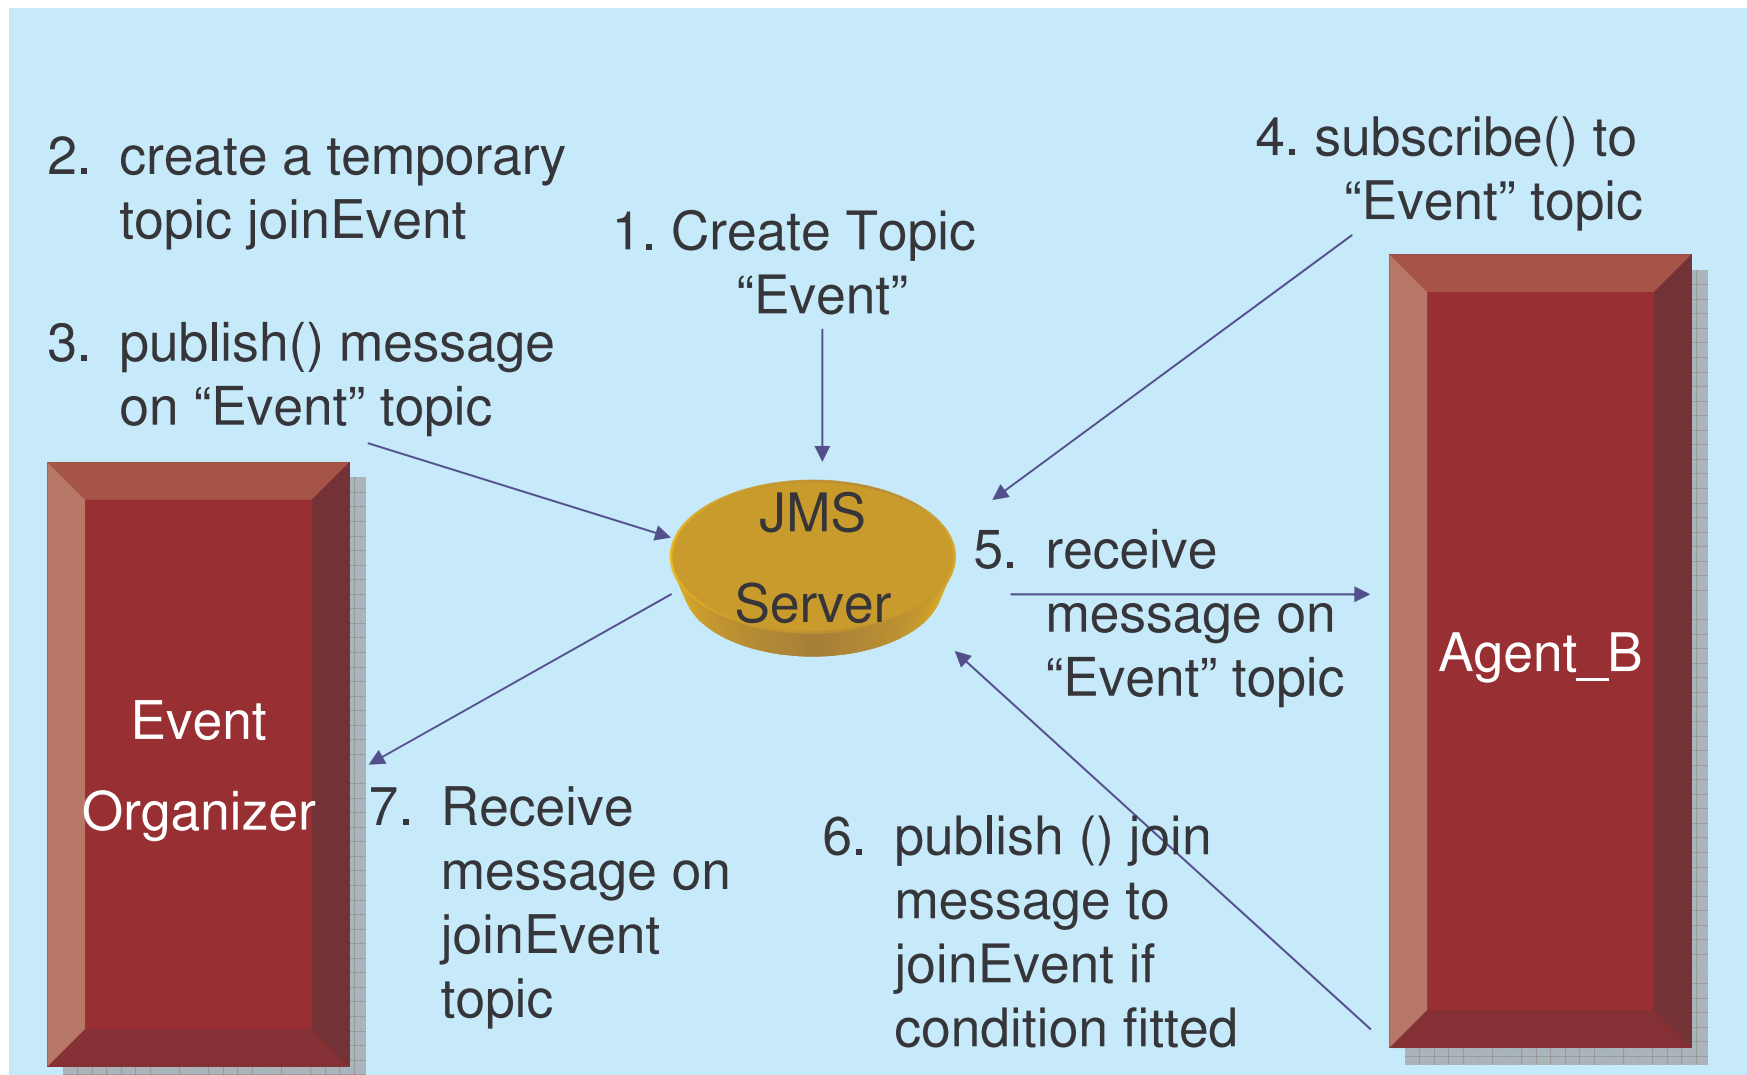 2. create a temporary
topic joinEvent
1. Create Topic
“Event”
4. subscribe() to
“Event” topic
3. publish() message
on “Event” topic
JMS
Server
5. receive
message on
“Event” topic
Agent_B
Event
Organizer
7. Receive
message on
joinEvent
topic
6. publish () join
message to
joinEvent if
condition fitted